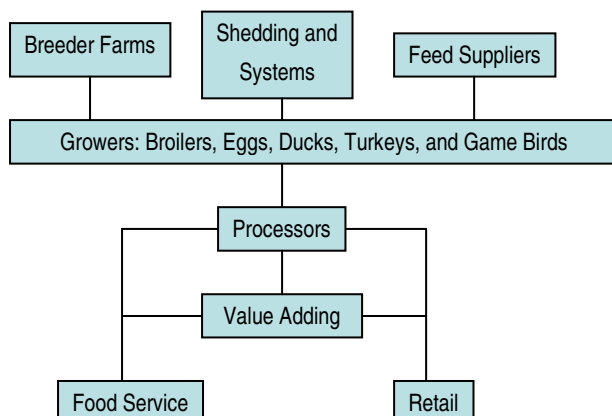 Breeder Farms
Shedding and
Systems
Feed Suppliers
Growers: Broilers, Eggs, Ducks, Turkeys, and Game Birds
Processors
Value Adding
Food Service
Retail